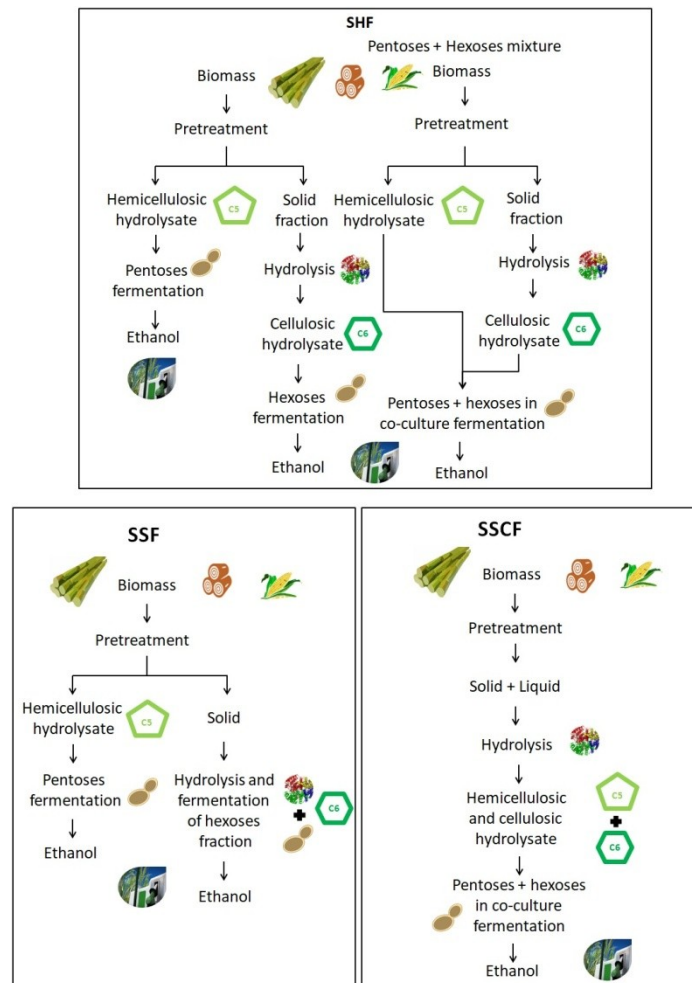 SHF
Biomass
Pretreatment
Hemicellulosic
hydrolysate
C5
Pentoses
fermentation
Ethanol
Solid
fraction
Hydrolysis
Cellulosic
hydrolysate
C6
Hexoses
fermentation
Ethanol
Pentoses + Hexoses mixture
Biomass
Pretreatment
Hemicellulosic
hydrolysate
C5
Solid
fraction
Hydrolysis
Cellulosic
hydrolysate
C6
Pentoses + hexoses in
co-culture fermentation
Ethanol
SSF
Biomass
Pretreatment
Hemicellulosic
hydrolysate
C5
Pentoses
fermentation
Ethanol
Solid
Hydrolysis and
fermentation
of hexoses
fraction
C6
Ethanol
SSCF
Biomass
Pretreatment
Solid + Liquid
Hydrolysis
Hemicellulosic
and cellulosic
hydrolysate
C5
C6
Pentoses + hexoses
in co-culture
fermentation
Ethanol